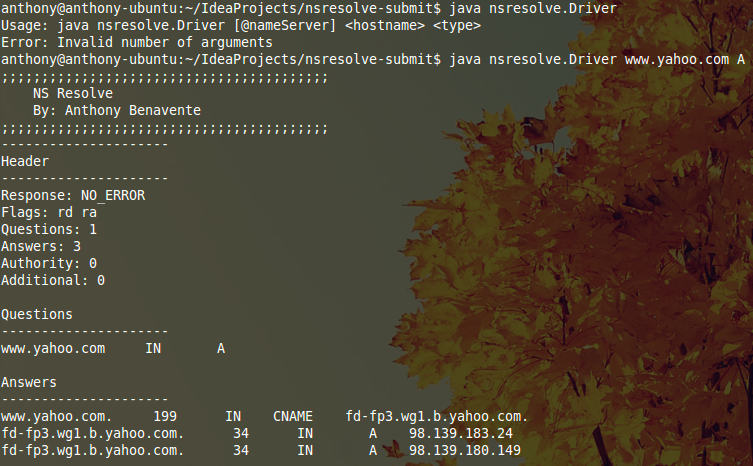 anthony@anthony-ubuntu:~/IdeaProjects/nsresolve-submit$ java nsresolve.Driver
Usage: java nsresolve.Driver [@nameServer] <hostname> <type>
Error: Invalid number of arguments
anthony@anthony-ubuntu:~/IdeaProjects/nsresolve-submit$ java nsresolve.Driver www.yahoo.com A
;;;;;;;;;;;;;;;;;;;;;;;;;;;;;;;;;;;;;;;;;
    NS Resolve
    By: Anthony Benavente
;;;;;;;;;;;;;;;;;;;;;;;;;;;;;;;;;;;;;;;;;
---------------------
Header
---------------------
Response: NO_ERROR
Flags: rd ra
Questions: 1
Answers: 3
Authority: 0
Additional: 0

Questions
---------------------
www.yahoo.com     IN       A

Answers
---------------------
www.yahoo.com.     199      IN    CNAME    fd-fp3.wg1.b.yahoo.com.
fd-fp3.wg1.b.yahoo.com.      34      IN       A    98.139.183.24
fd-fp3.wg1.b.yahoo.com.      34      IN       A    98.139.180.149